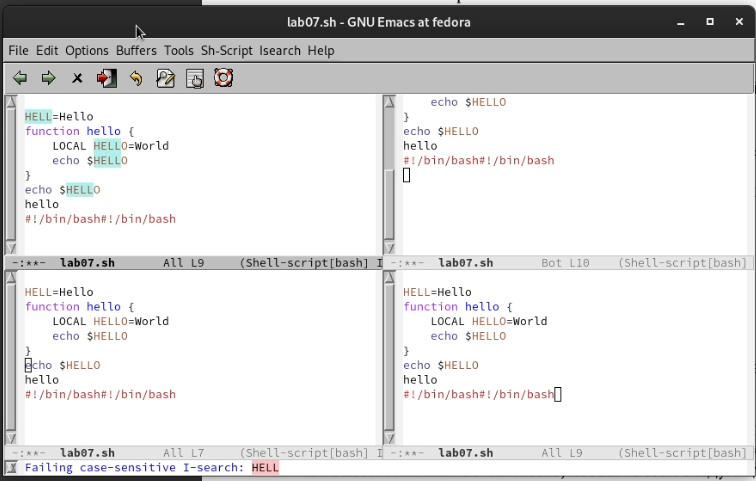 lab07.sh - GNU Emacs at fedora
File Edit Options Buffers Tools Sh-Script Isearch Help
HELL=Hello
function hello {
    LOCAL HELLO=World
    echo $HELLO
}
echo $HELLO
hello
#!/bin/bash#!/bin/bash
-:**- lab07.sh All L9 (Shell-script[bash] I
    echo $HELLO
}
echo $HELLO
hello
#!/bin/bash#!/bin/bash
-:**- lab07.sh Bot L10 (Shell-script[bash]
HELL=Hello
function hello {
    LOCAL HELLO=World
    echo $HELLO
}
echo $HELLO
hello
#!/bin/bash#!/bin/bash
-:**- lab07.sh All L7 (Shell-script[bash] I
HELL=Hello
function hello {
    LOCAL HELLO=World
    echo $HELLO
}
echo $HELLO
hello
#!/bin/bash#!/bin/bash
-:**- lab07.sh All L9 (Shell-script[bash]
Failing case-sensitive I-search: HELL